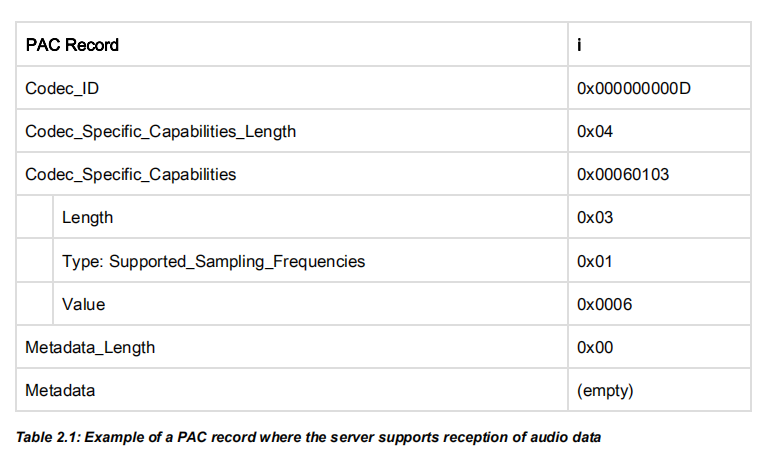 PAC Record i
Codec_ID 0x000000000D
Codec_Specific_Capabilities_Length 0x04
Codec_Specific_Capabilities 0x00060103
Length 0x03
Type: Supported_Sampling_Frequencies 0x01
Value 0x0006
Metadata_Length 0x00
Metadata (empty)
Table 2.1: Example of a PAC record where the server supports reception of audio data